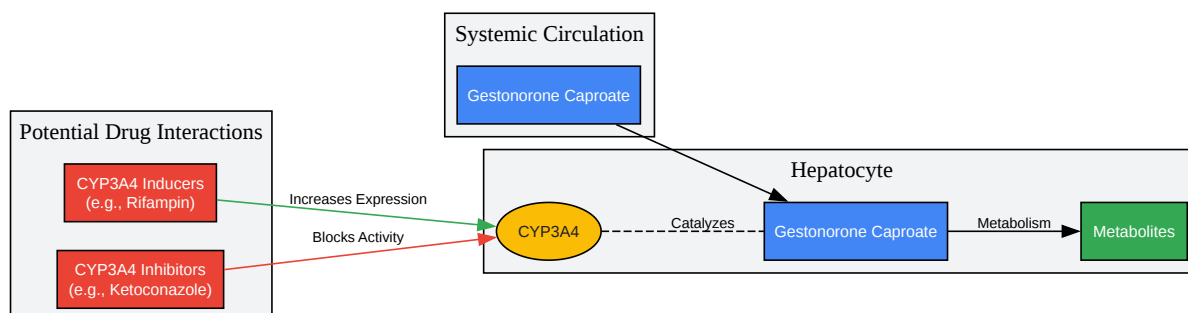 Systemic Circulation
Gestonorone Caproate
Potential Drug Interactions
CYP3A4 Inducers
(e.g., Rifampin)
CYP3A4 Inhibitors
(e.g., Ketoconazole)
Increases Expression
Blocks Activity
Hepatocyte
CYP3A4
Catalyzes
Gestonorone Caproate
Metabolism
Metabolites